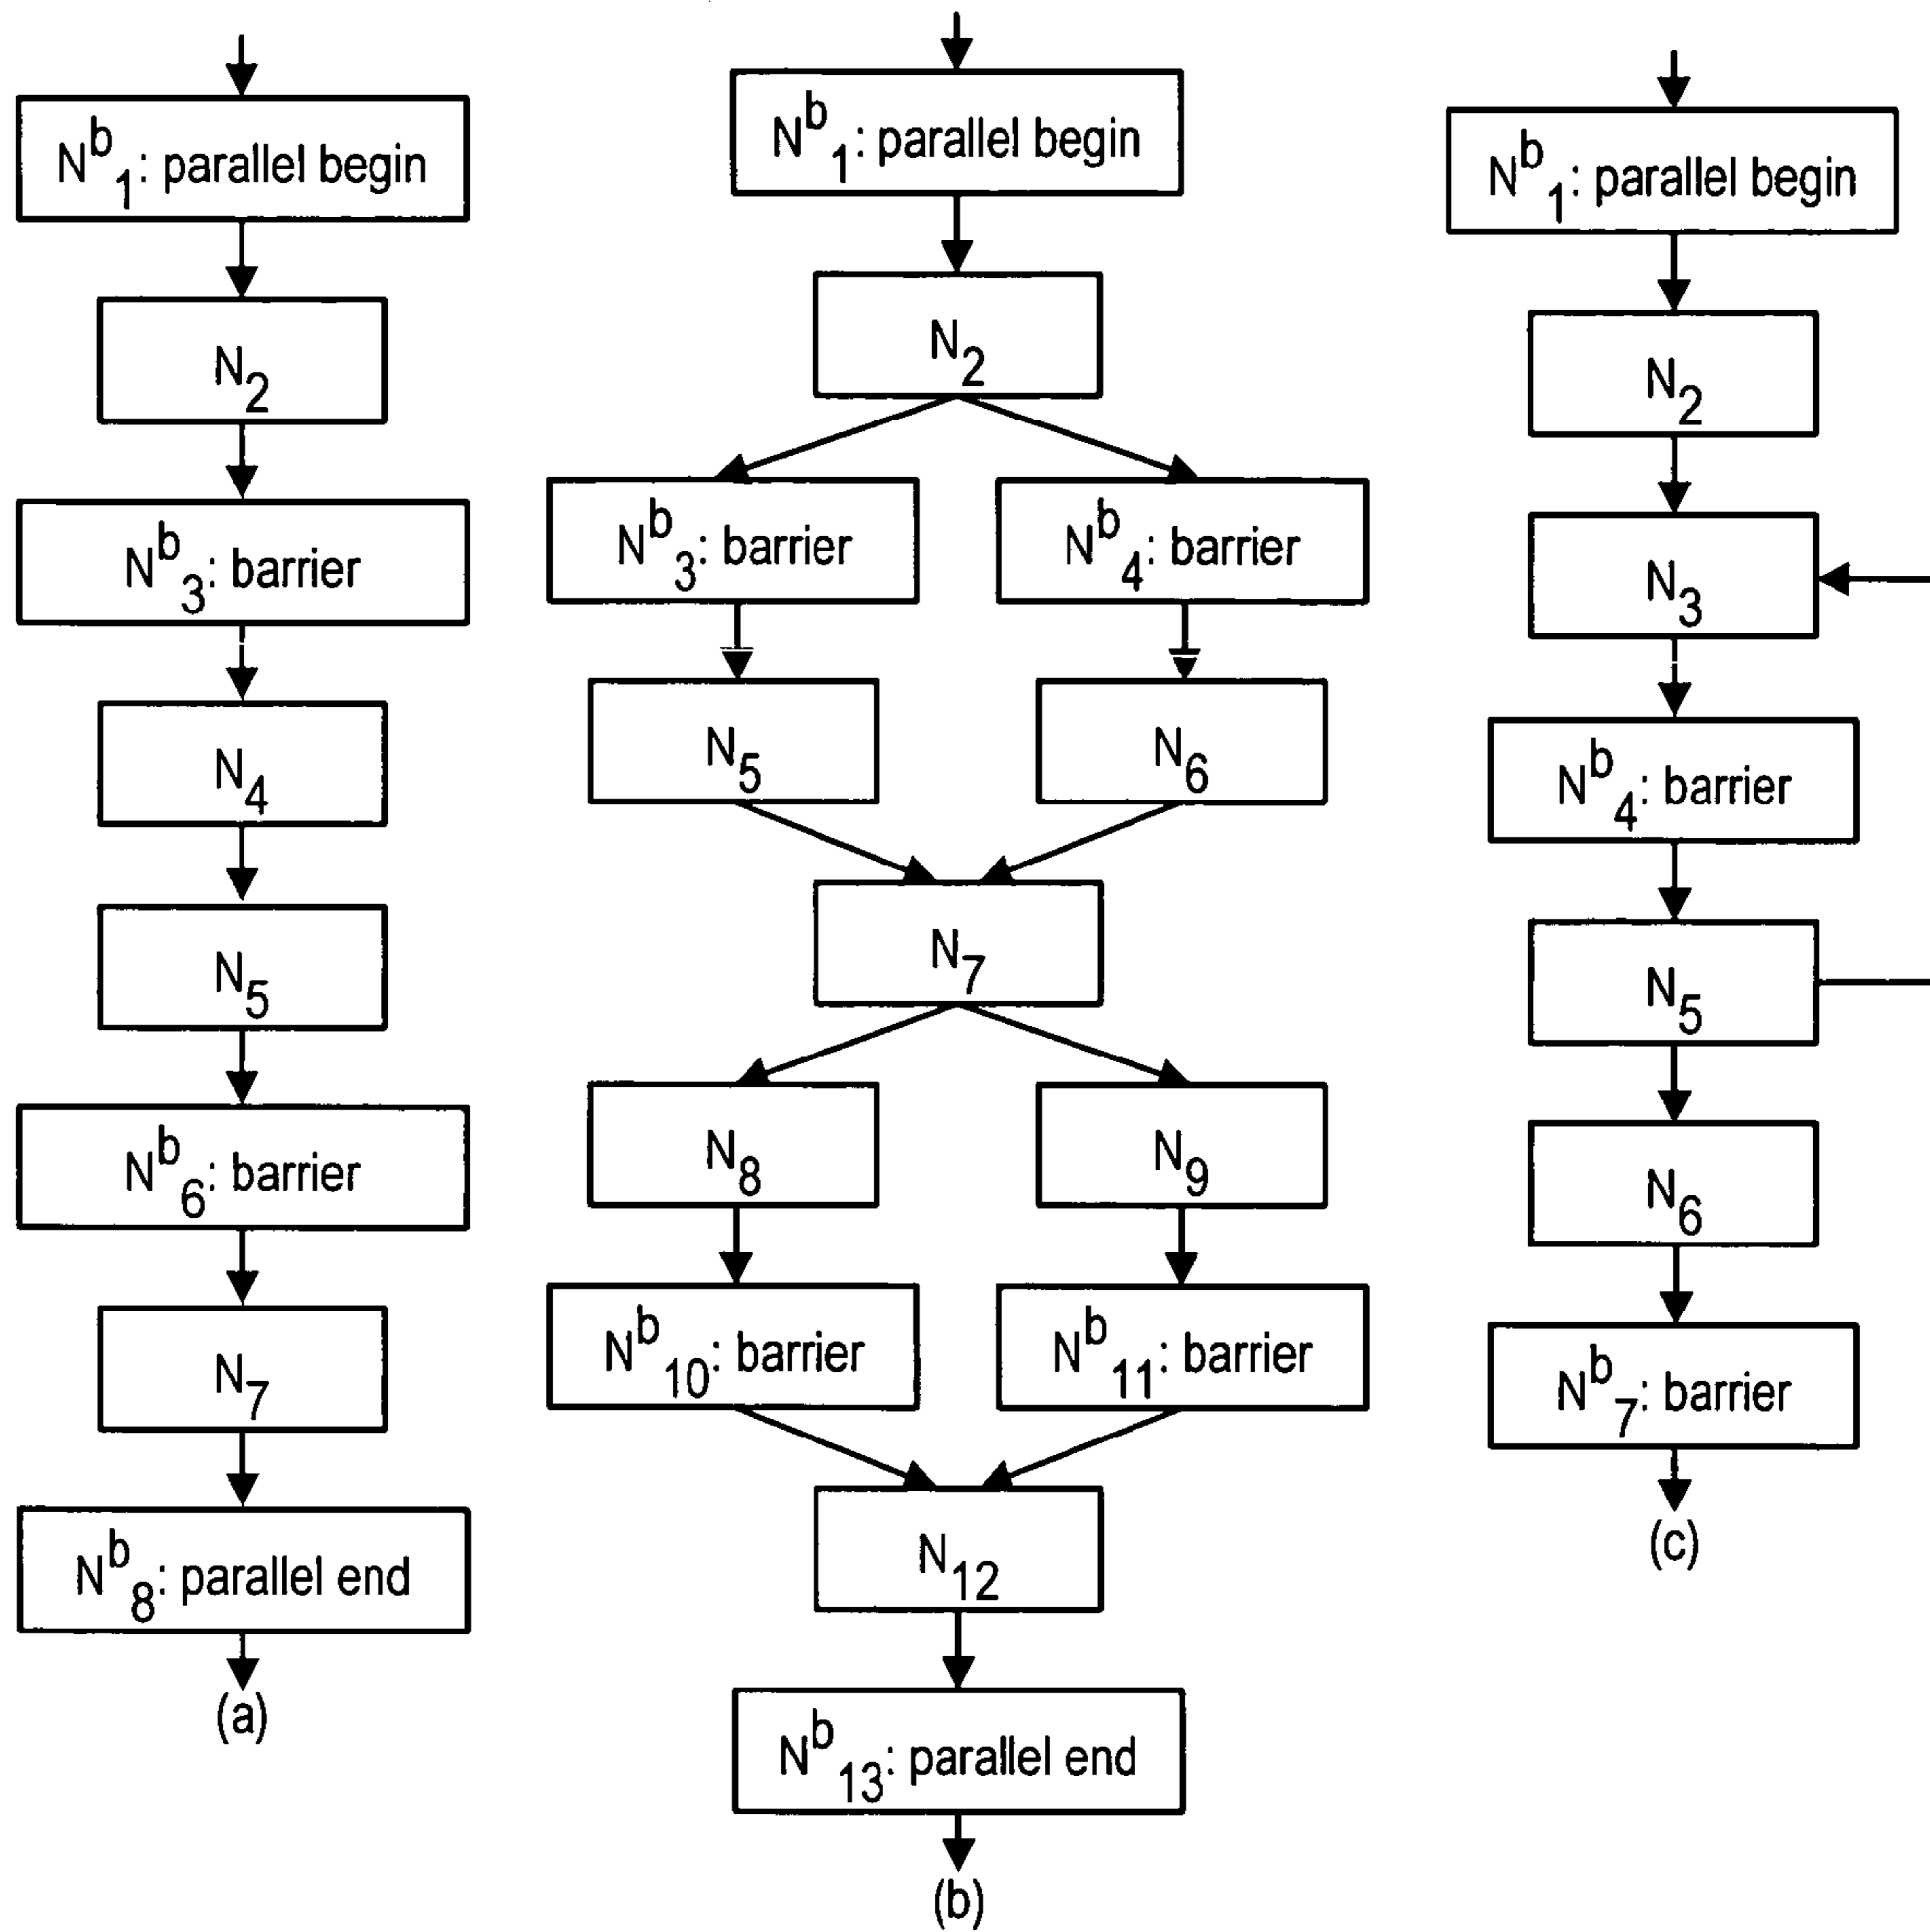 N^b_1: parallel begin
N_2
N^b_3: barrier
N_4
N_5
N^b_6: barrier
N_7
N^b_8: parallel end
(a)
N^b_1: parallel begin
N_2
N^b_3: barrier
N^b_4: barrier
N_5
N_6
N_7
N_8
N_9
N^b_10: barrier
N^b_11: barrier
N_12
N^b_13: parallel end
(b)
N^b_1: parallel begin
N_2
N_3
N^b_4: barrier
N_5
N_6
N^b_7: barrier
(c)